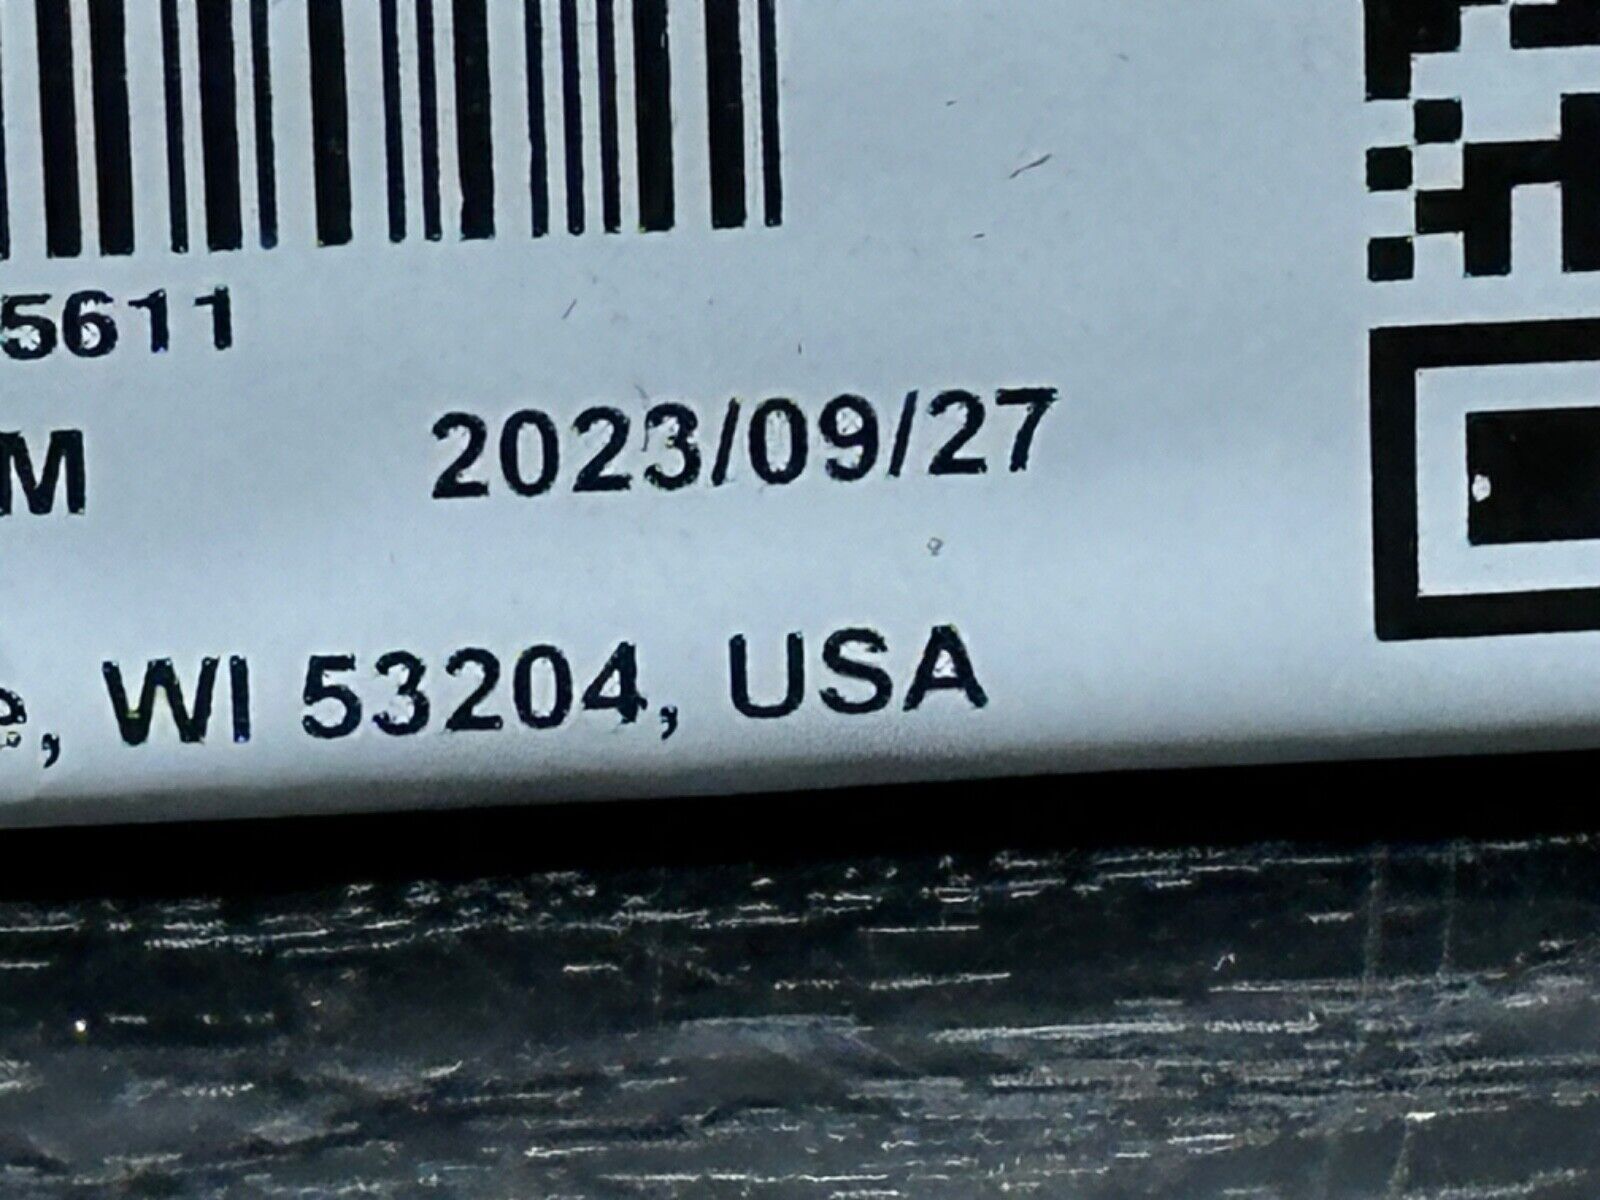 5611
M 2023/09/27
e, WI 53204, USA